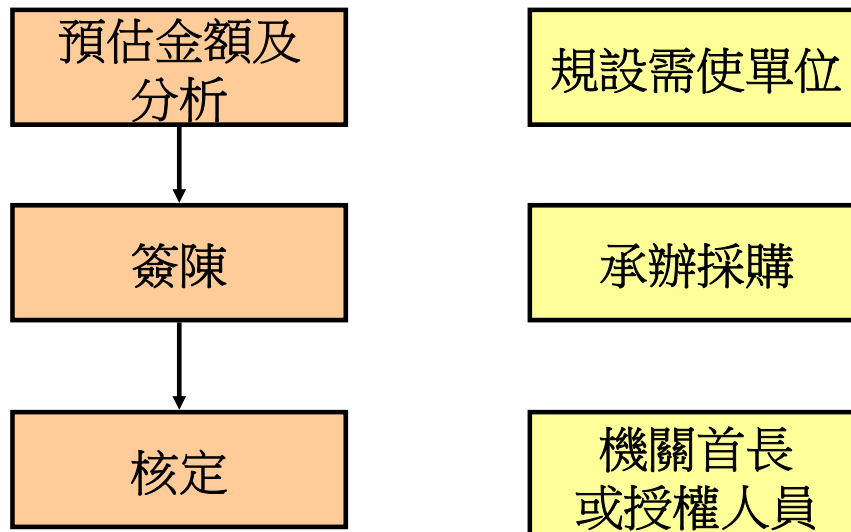 預估金額及
分析
規設需使單位
簽陳
承辦採購
核定
機關首長
或授權人員